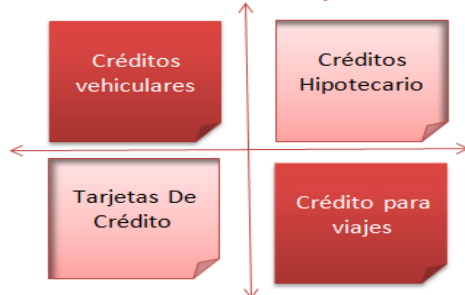 Créditos
vehiculares
Créditos
Hipotecario
Tarjetas De
Crédito
Crédito para
viajes